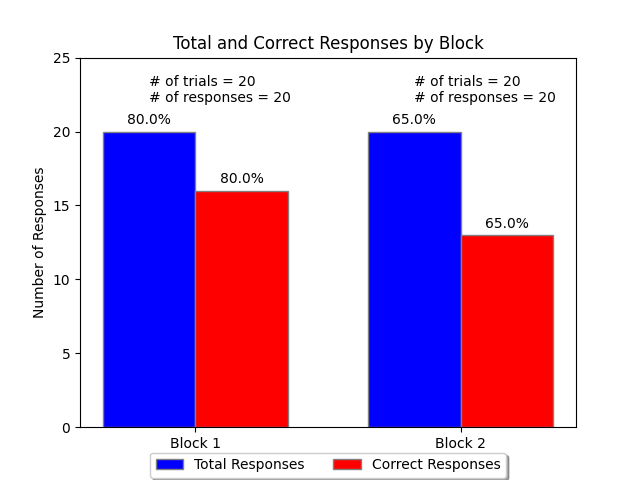 Total and Correct Responses by Block
# of trials = 20
# of responses = 20
# of trials = 20
# of responses = 20
80.0%
80.0%
65.0%
65.0%
Number of Responses
25
20
15
10
5
0
Block 1
Block 2
Total Responses
Correct Responses